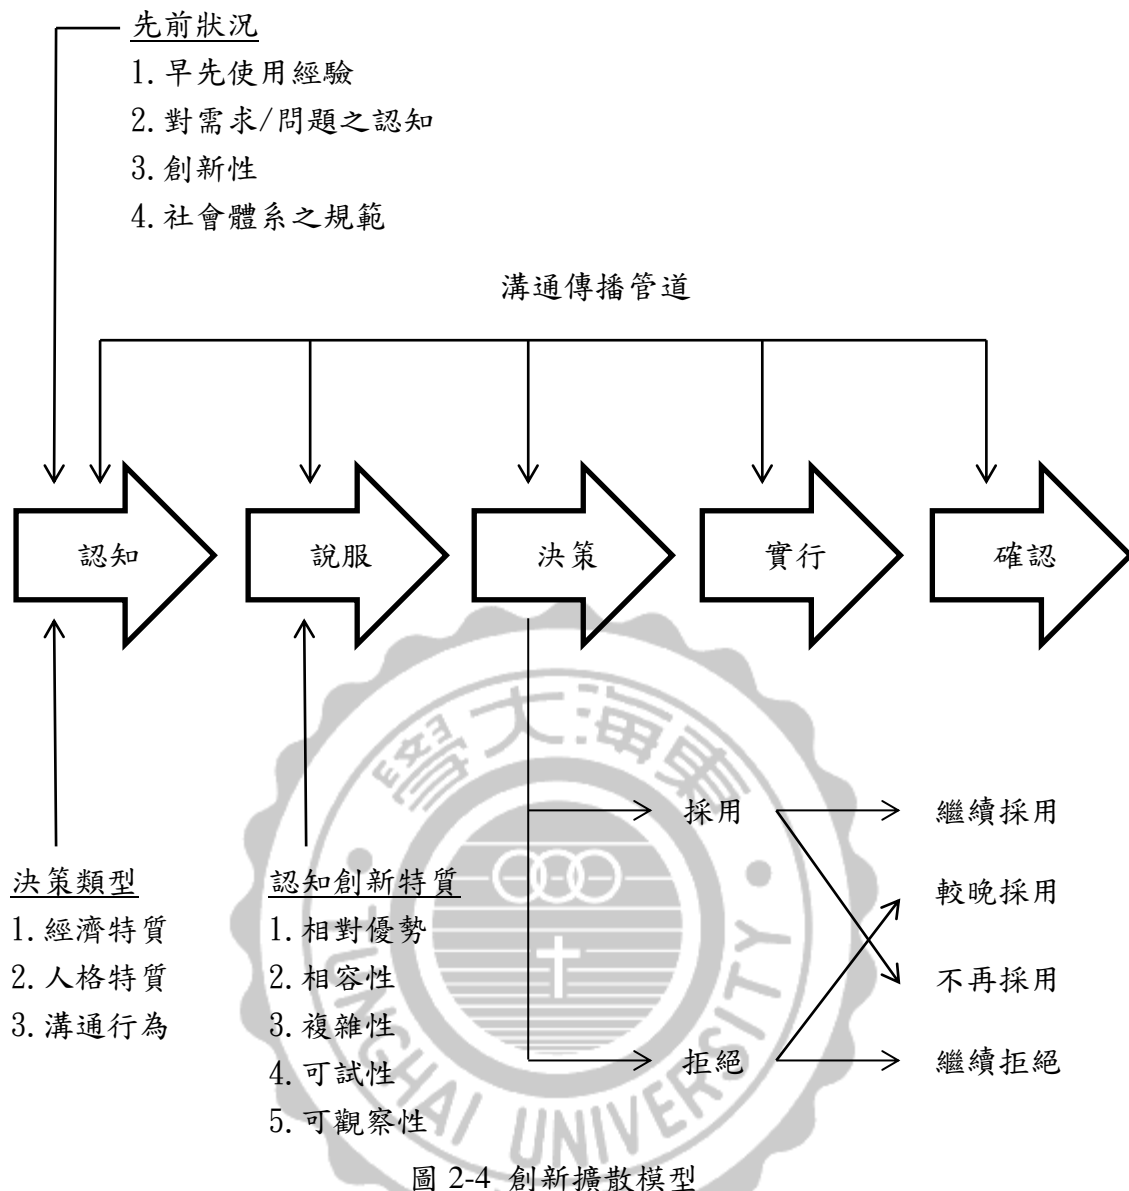 先前狀況
1. 早先使用經驗
2. 對需求/問題之認知
3. 創新性
4. 社會體系之規範
溝通傳播管道
認知
說服
決策
實行
確認
決策類型
1. 經濟特質
2. 人格特質
3. 溝通行為
認知創新特質
1. 相對優勢
2. 相容性
3. 複雜性
4. 可試性
5. 可觀察性
採用
拒絕
繼續採用
較晚採用
不再採用
繼續拒絕
學大海東
TUNGHAI UNIVERSITY
圖 2-4 創新擴散模型